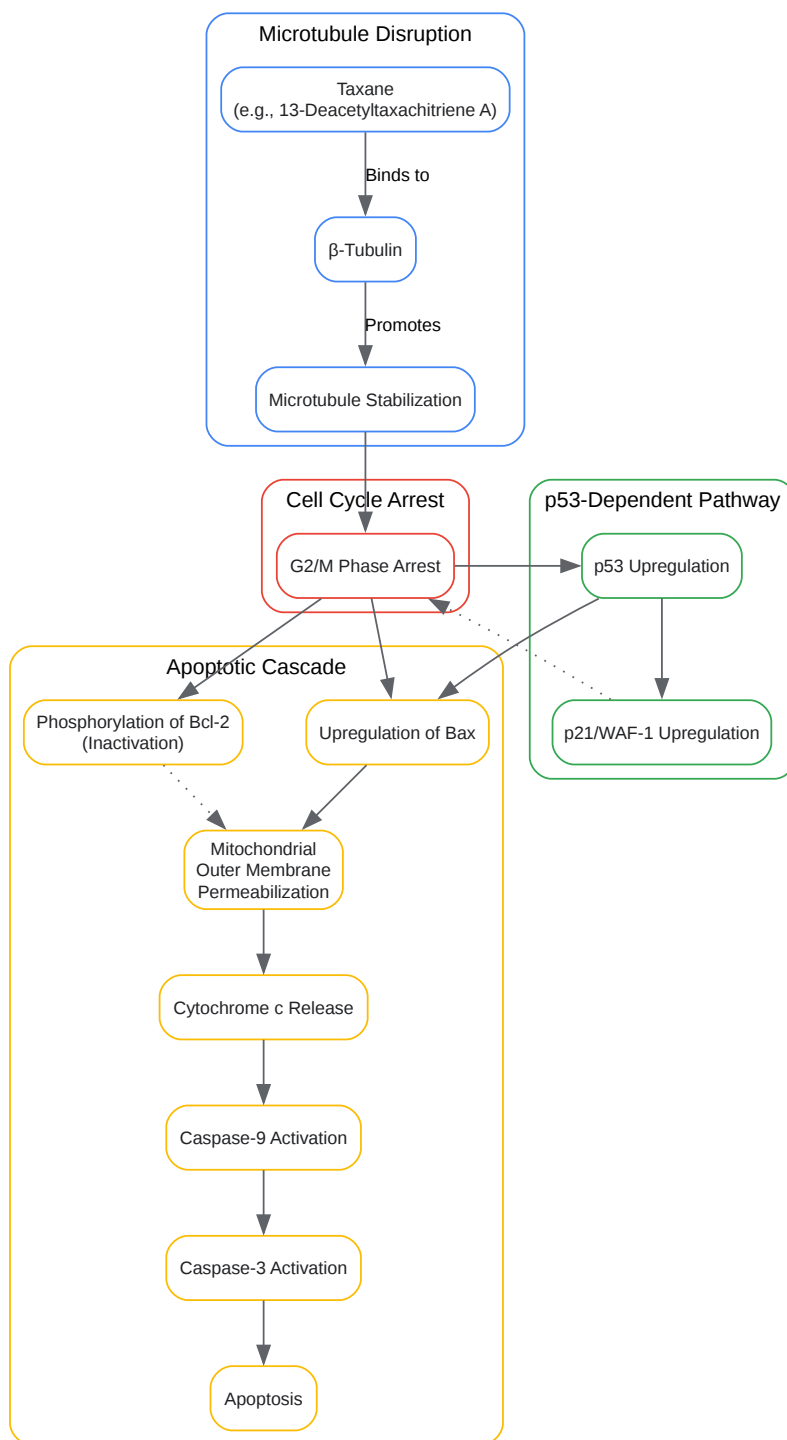 Microtubule Disruption
Taxane
(e.g., 13-Deacetyltaxachitriene A)
Binds to
β-Tubulin
Promotes
Microtubule Stabilization
Cell Cycle Arrest
p53-Dependent Pathway
G2/M Phase Arrest
p53 Upregulation
Apoptotic Cascade
Phosphorylation of Bcl-2
(Inactivation)
Upregulation of Bax
p21/WAF-1 Upregulation
Mitochondrial
Outer Membrane
Permeabilization
Cytochrome c Release
Caspase-9 Activation
Caspase-3 Activation
Apoptosis